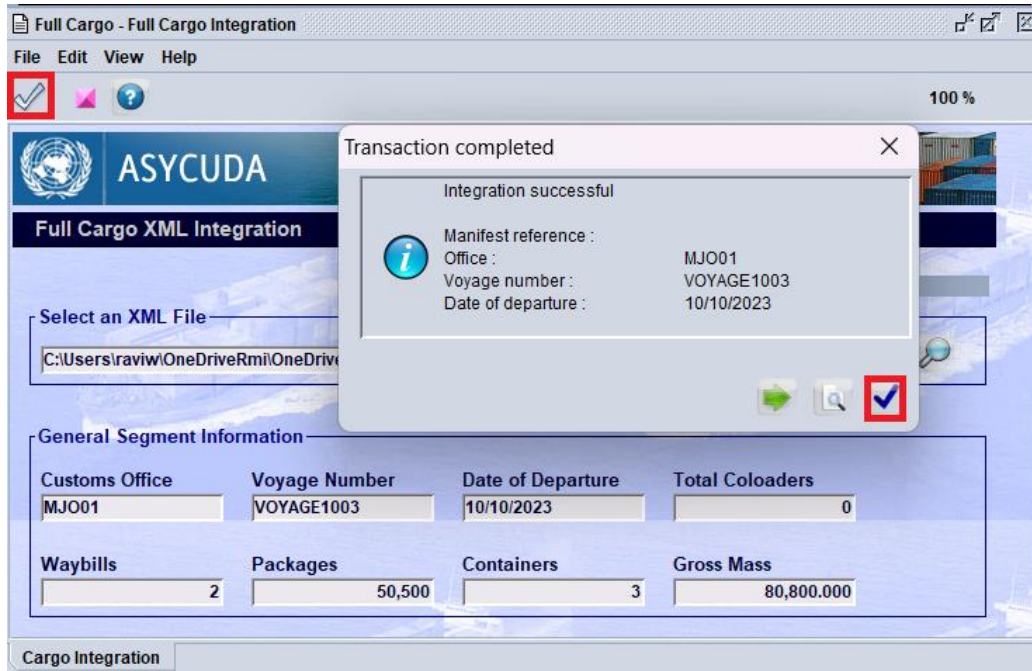 Full Cargo - Full Cargo Integration
File Edit View Help
100 %
ASYCUDA
Full Cargo XML Integration
Transaction completed
Integration successful
Manifest reference :
Office : MJO01
Voyage number : VOYAGE1003
Date of departure : 10/10/2023
Select an XML File
C:\Users\raviw\OneDriveRmi\OneDrive
General Segment Information
Customs Office Voyage Number Date of Departure Total Coloaders
MJO01 VOYAGE1003 10/10/2023 0
Waybills Packages Containers Gross Mass
2 50,500 3 80,800.000
Cargo Integration